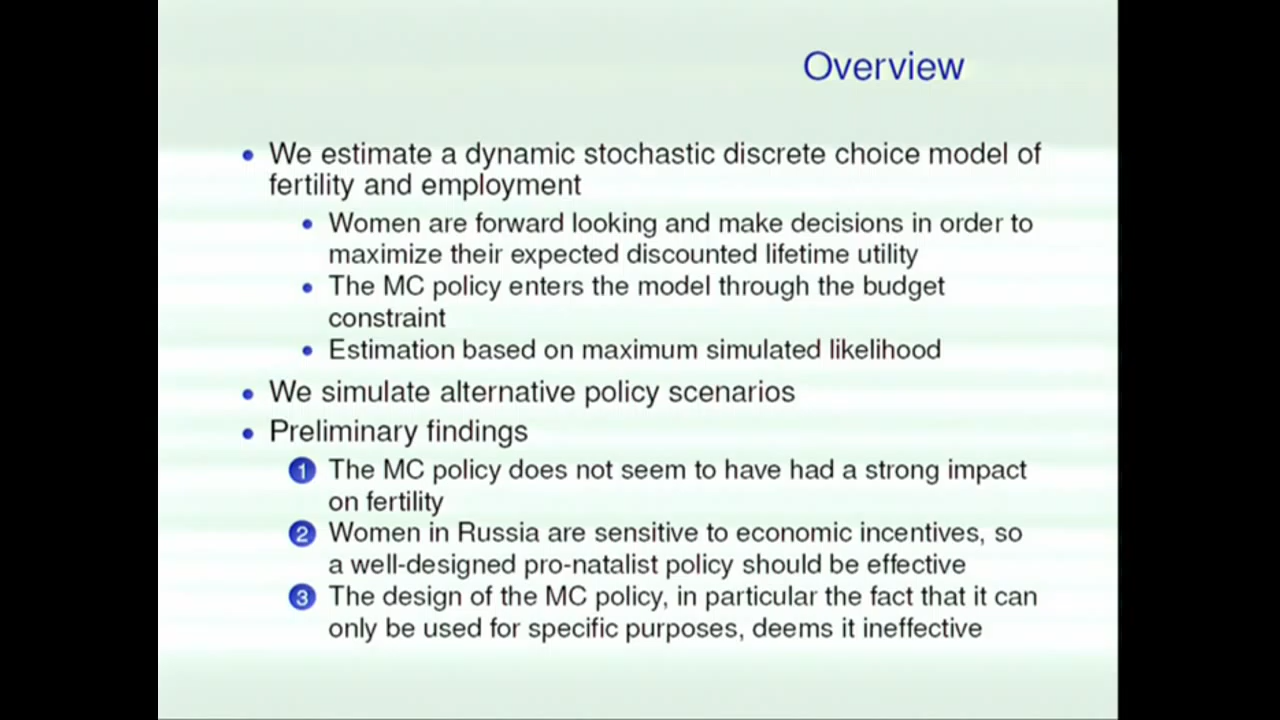 Overview
• We estimate a dynamic stochastic discrete choice model of
fertility and employment
• Women are forward looking and make decisions in order to
maximize their expected discounted lifetime utility
• The MC policy enters the model through the budget
constraint
• Estimation based on maximum simulated likelihood
• We simulate alternative policy scenarios
• Preliminary findings
1 The MC policy does not seem to have had a strong impact
on fertility
2 Women in Russia are sensitive to economic incentives, so
a well-designed pro-natalist policy should be effective
3 The design of the MC policy, in particular the fact that it can
only be used for specific purposes, deems it ineffective